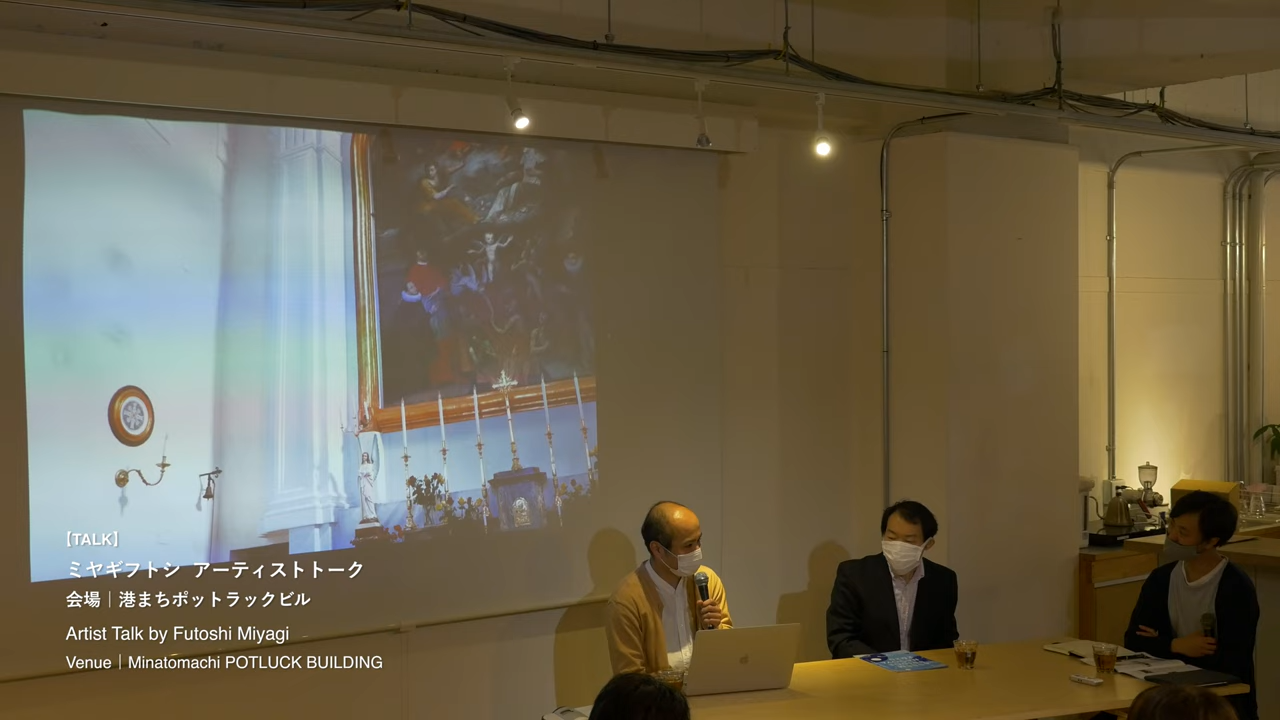 【TALK】
ミヤギフトシ アーティストトーク
会場｜港まちポットラックビル
Artist Talk by Futoshi Miyagi
Venue｜Minatomachi POTLUCK BUILDING